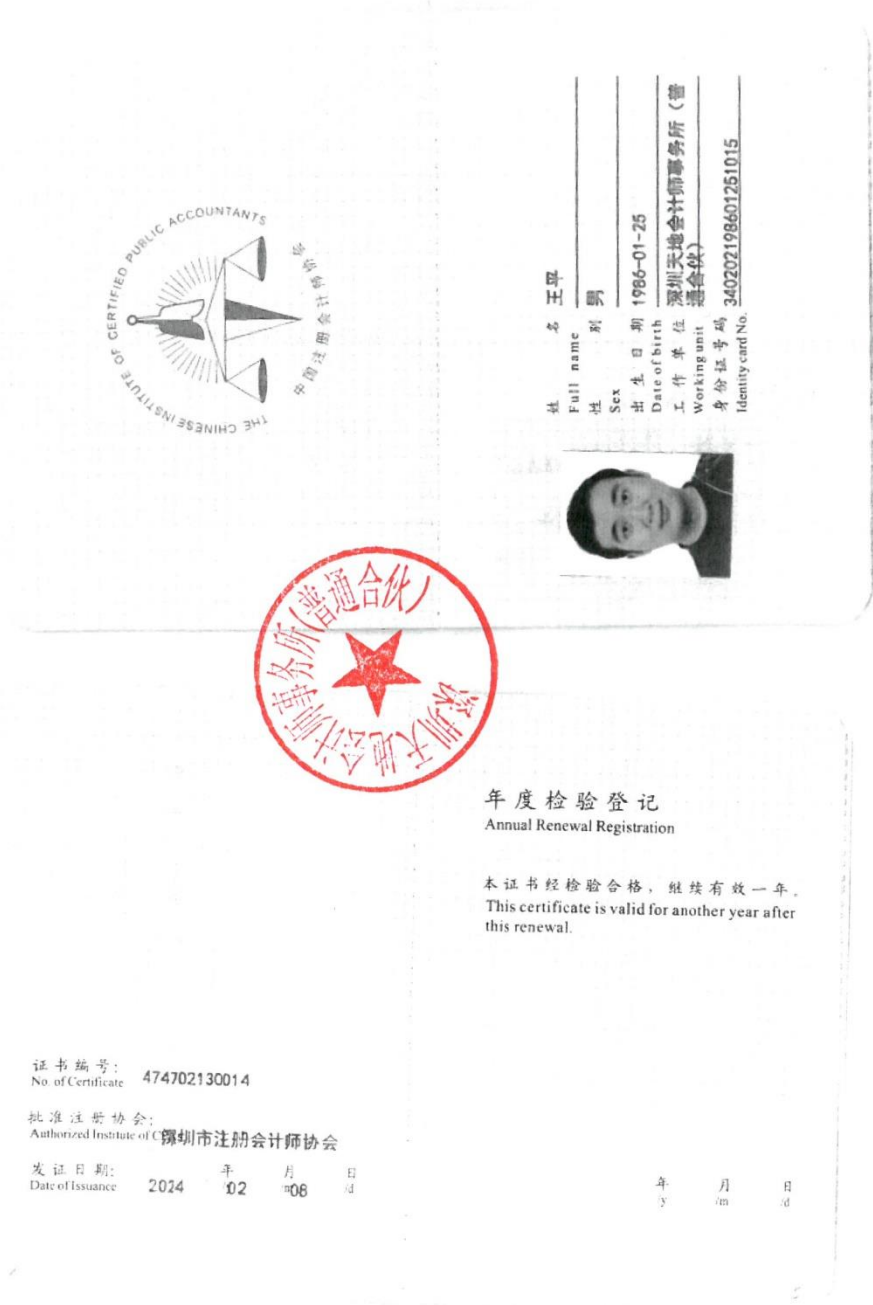 THE CHINESE INSTITUTE OF CERTIFIED PUBLIC ACCOUNTANTS
中国注册会计师协会
姓 名 王平
Full name
性 别 男
Sex
出 生 日 期 1986-01-25
Date of birth
工 作 单 位 深圳天地会计师事务所（普
通合伙）
Working unit
身份证号码 340202198601251015
Identity card No.
深圳天地会计师事务所(普通合伙)
年度检验登记
Annual Renewal Registration
本证书经检验合格，继续有效一年。
This certificate is valid for another year after
this renewal.
证书编号: 474702130014
No. of Certificate
批准注册协会: 深圳市注册会计师协会
Authorized Institute of
发证日期: 2024 年 02 月 08 日
Date of Issuance /y /m /d
年 月 日
/y /m /d